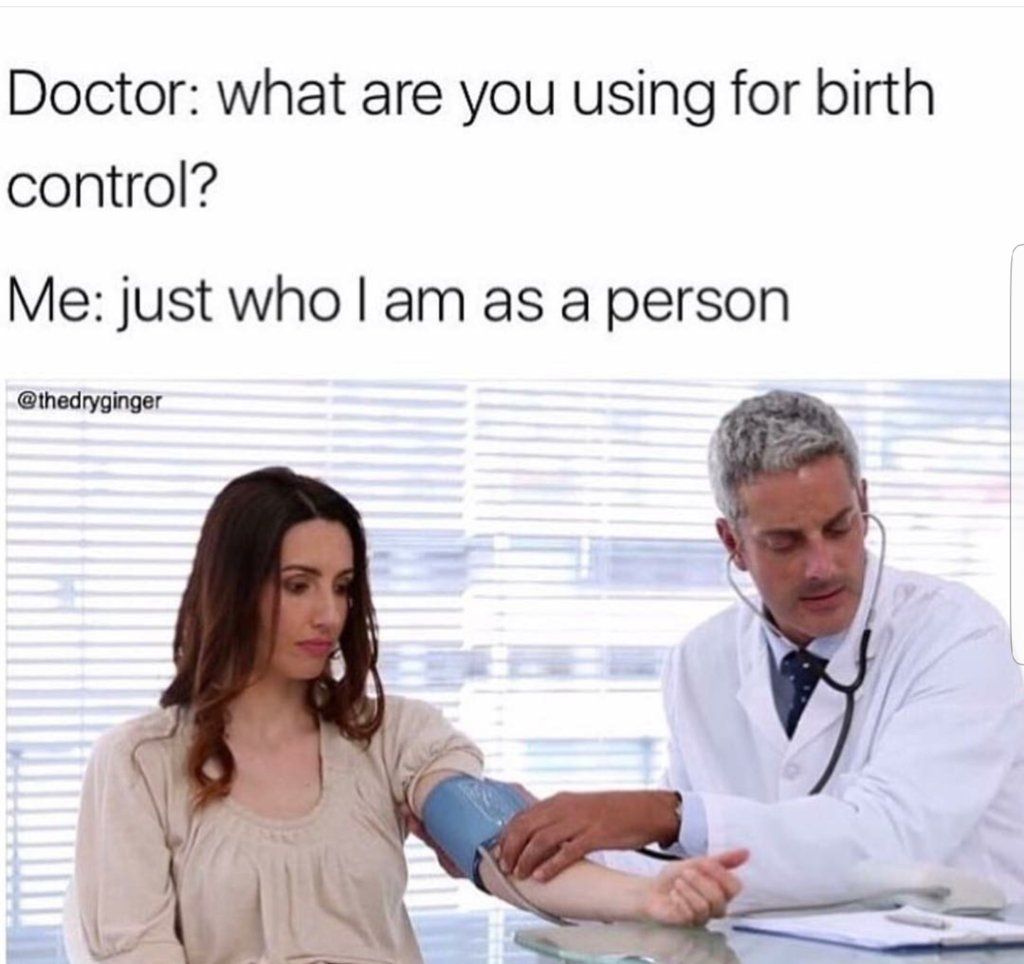 Doctor: what are you using for birth
control?
Me: just who I am as a person
@thedryginger